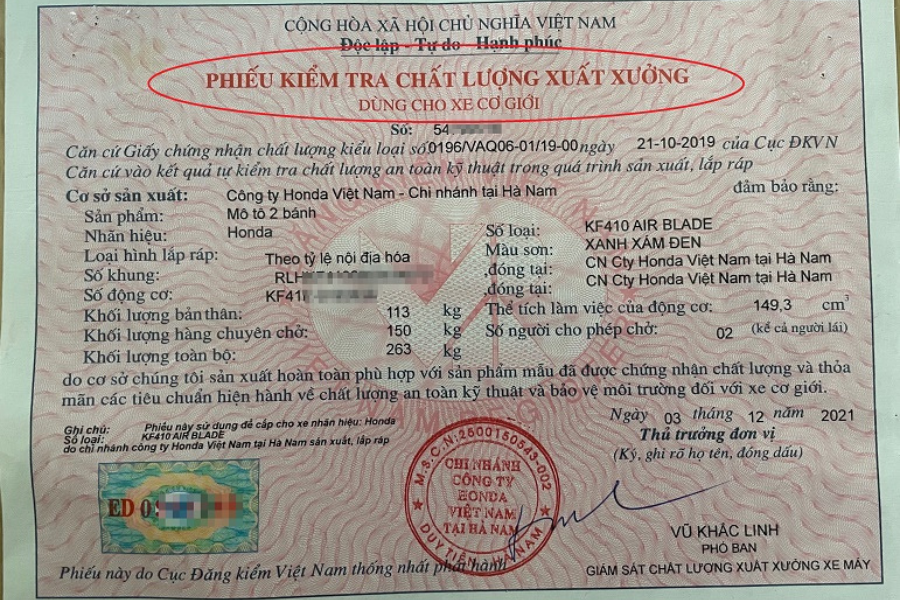 CỘNG HÒA XÃ HỘI CHỦ NGHĨA VIỆT NAM
Độc lập - Tự do - Hạnh phúc
PHIẾU KIỂM TRA CHẤT LƯỢNG XUẤT XƯỞNG
DÙNG CHO XE CƠ GIỚI
Số: 54
Căn cứ Giấy chứng nhận chất lượng kiểu loại số 0196/VAQ06-01/19-00 ngày 21-10-2019 của Cục ĐKVN
Căn cứ vào kết quả tự kiểm tra chất lượng an toàn kỹ thuật trong quá trình sản xuất, lắp ráp
Cơ sở sản xuất: Công ty Honda Việt Nam - Chi nhánh tại Hà Nam đảm bảo rằng:
Sản phẩm: Mô tô 2 bánh
Nhãn hiệu: Honda Số loại: KF410 AIR BLADE
Màu sơn: XANH XÁM ĐEN
Loại hình lắp ráp: Theo tỷ lệ nội địa hóa
Số khung: RLH ,đóng tại: CN Cty Honda Việt Nam tại Hà Nam
Số động cơ: KF41 ,đóng tại: CN Cty Honda Việt Nam tại Hà Nam
Khối lượng bản thân: 113 kg Thể tích làm việc của động cơ: 149,3 cm³
Khối lượng hàng chuyên chở: 150 kg Số người cho phép chở: 02 (kể cả người lái)
Khối lượng toàn bộ: 263 kg
do cơ sở chúng tôi sản xuất hoàn toàn phù hợp với sản phẩm mẫu đã được chứng nhận chất lượng và thỏa
mãn các tiêu chuẩn hiện hành về chất lượng an toàn kỹ thuật và bảo vệ môi trường đối với xe cơ giới.
Ngày 03 tháng 12 năm 2021
Thủ trưởng đơn vị
(Ký, ghi rõ họ tên, đóng dấu)
Ghi chú: Phiếu này sử dụng để cấp cho xe nhãn hiệu: Honda
Số loại: KF410 AIR BLADE
do chi nhánh công ty Honda Việt Nam tại Hà Nam sản xuất, lắp ráp
ED 0
M.S.C.N:2500150543-002
CHI NHÁNH
CÔNG TY
HONDA
VIỆT NAM
TẠI HÀ NAM
DUY TIÊN - HÀ NAM
VŨ KHẮC LINH
PHÓ BAN
GIÁM SÁT CHẤT LƯỢNG XUẤT XƯỞNG XE MÁY
Phiếu này do Cục Đăng kiểm Việt Nam thống nhất phát hành